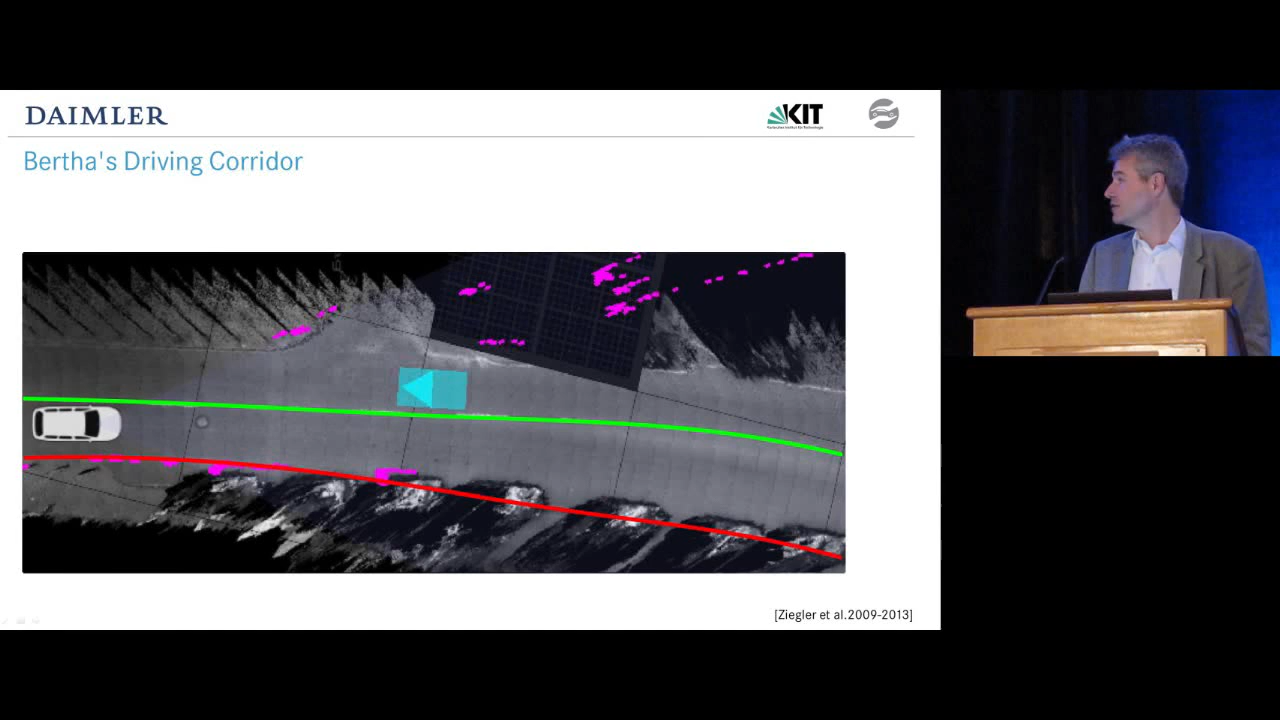 DAIMLER
KIT
Bertha's Driving Corridor
[Ziegler et al.2009-2013]